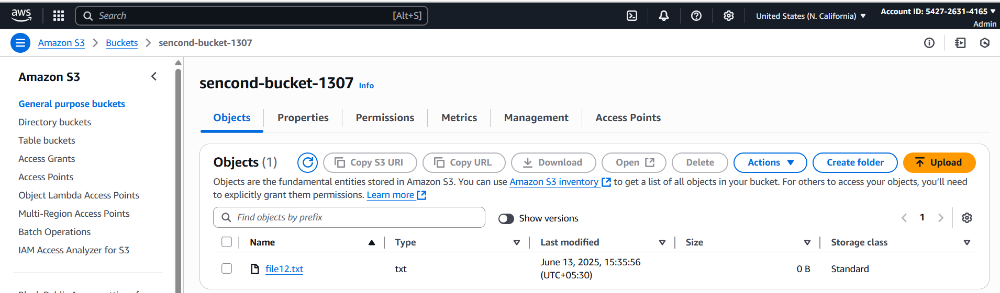 aws
Search [Alt+S]
United States (N. California)
Account ID: 5427-2631-4165
Admin
Amazon S3 > Buckets > sencond-bucket-1307
Amazon S3
General purpose buckets
Directory buckets
Table buckets
Access Grants
Access Points
Object Lambda Access Points
Multi-Region Access Points
Batch Operations
IAM Access Analyzer for S3
sencond-bucket-1307 Info
Objects Properties Permissions Metrics Management Access Points
Objects (1) Copy S3 URI Copy URL Download Open Delete Actions Create folder Upload
Objects are the fundamental entities stored in Amazon S3. You can use Amazon S3 inventory to get a list of all objects in your bucket. For others to access your objects, you’ll need
to explicitly grant them permissions. Learn more
Find objects by prefix Show versions 1
Name Type Last modified Size Storage class
file12.txt txt June 13, 2025, 15:35:56 (UTC+05:30) 0 B Standard